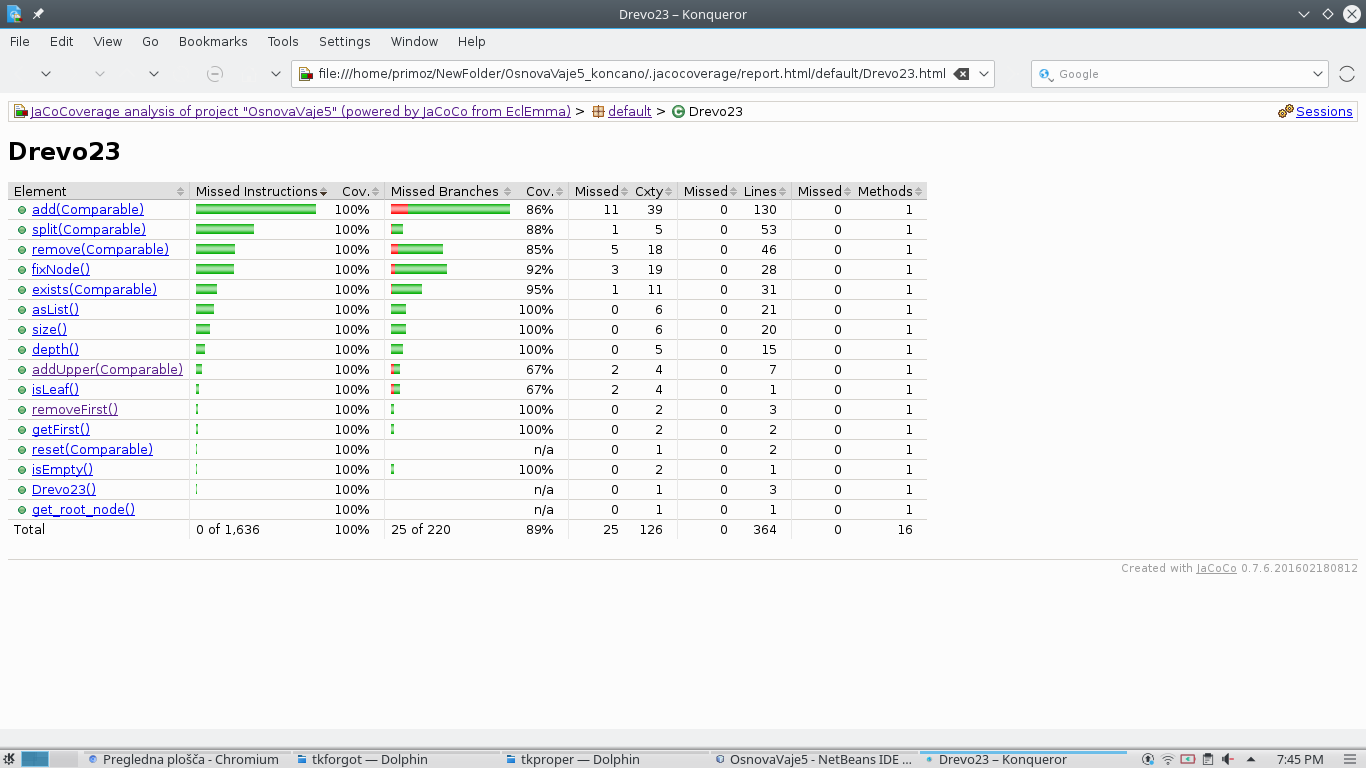 Drevo23 – Konqueror
File Edit View Go Bookmarks Tools Settings Window Help
file:///home/primoz/NewFolder/OsnovaVaje5_koncano/.jacocoverage/report.html/default/Drevo23.html Google
JaCoCoverage analysis of project "OsnovaVaje5" (powered by JaCoCo from EclEmma) > default > Drevo23 Sessions
Drevo23
Element Missed Instructions Cov. Missed Branches Cov. Missed Cxty Missed Lines Missed Methods
add(Comparable) 100% 86% 11 39 0 130 0 1
split(Comparable) 100% 88% 1 5 0 53 0 1
remove(Comparable) 100% 85% 5 18 0 46 0 1
fixNode() 100% 92% 3 19 0 28 0 1
exists(Comparable) 100% 95% 1 11 0 31 0 1
asList() 100% 100% 0 6 0 21 0 1
size() 100% 100% 0 6 0 20 0 1
depth() 100% 100% 0 5 0 15 0 1
addUpper(Comparable) 100% 67% 2 4 0 7 0 1
isLeaf() 100% 67% 2 4 0 1 0 1
removeFirst() 100% 100% 0 2 0 3 0 1
getFirst() 100% 100% 0 2 0 2 0 1
reset(Comparable) 100% n/a 0 1 0 2 0 1
isEmpty() 100% 100% 0 2 0 1 0 1
Drevo23() 100% n/a 0 1 0 3 0 1
get_root_node() 100% n/a 0 1 0 1 0 1
Total 0 of 1,636 100% 25 of 220 89% 25 126 0 364 0 16
Created with JaCoCo 0.7.6.201602180812
Pregledna plošča - Chromium tkforgot — Dolphin tkproper — Dolphin OsnovaVaje5 - NetBeans IDE ... Drevo23 – Konqueror 7:45 PM